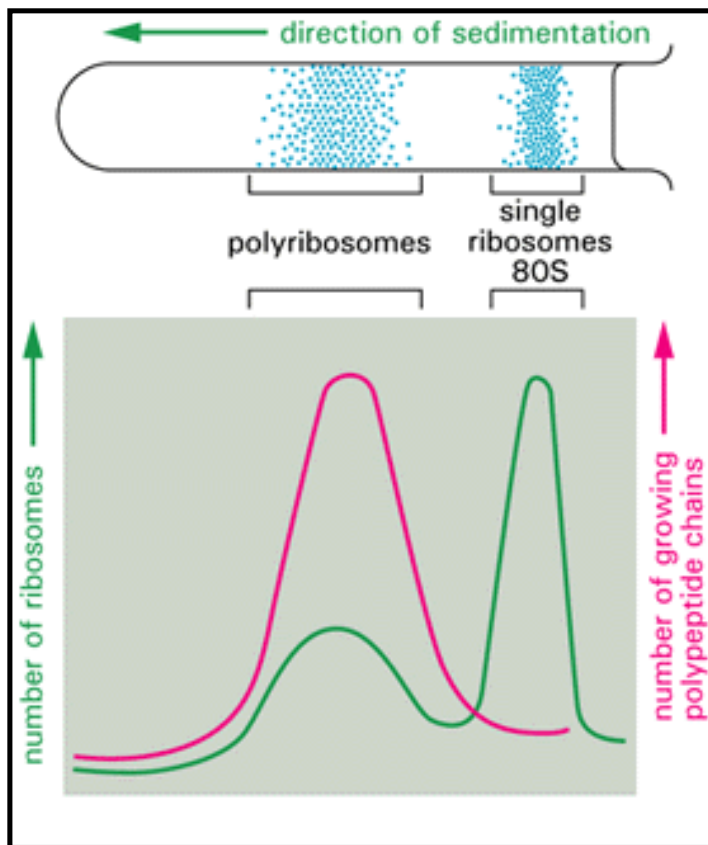 direction of sedimentation
polyribosomes
single
ribosomes
80S
number of ribosomes
number of growing
polypeptide chains